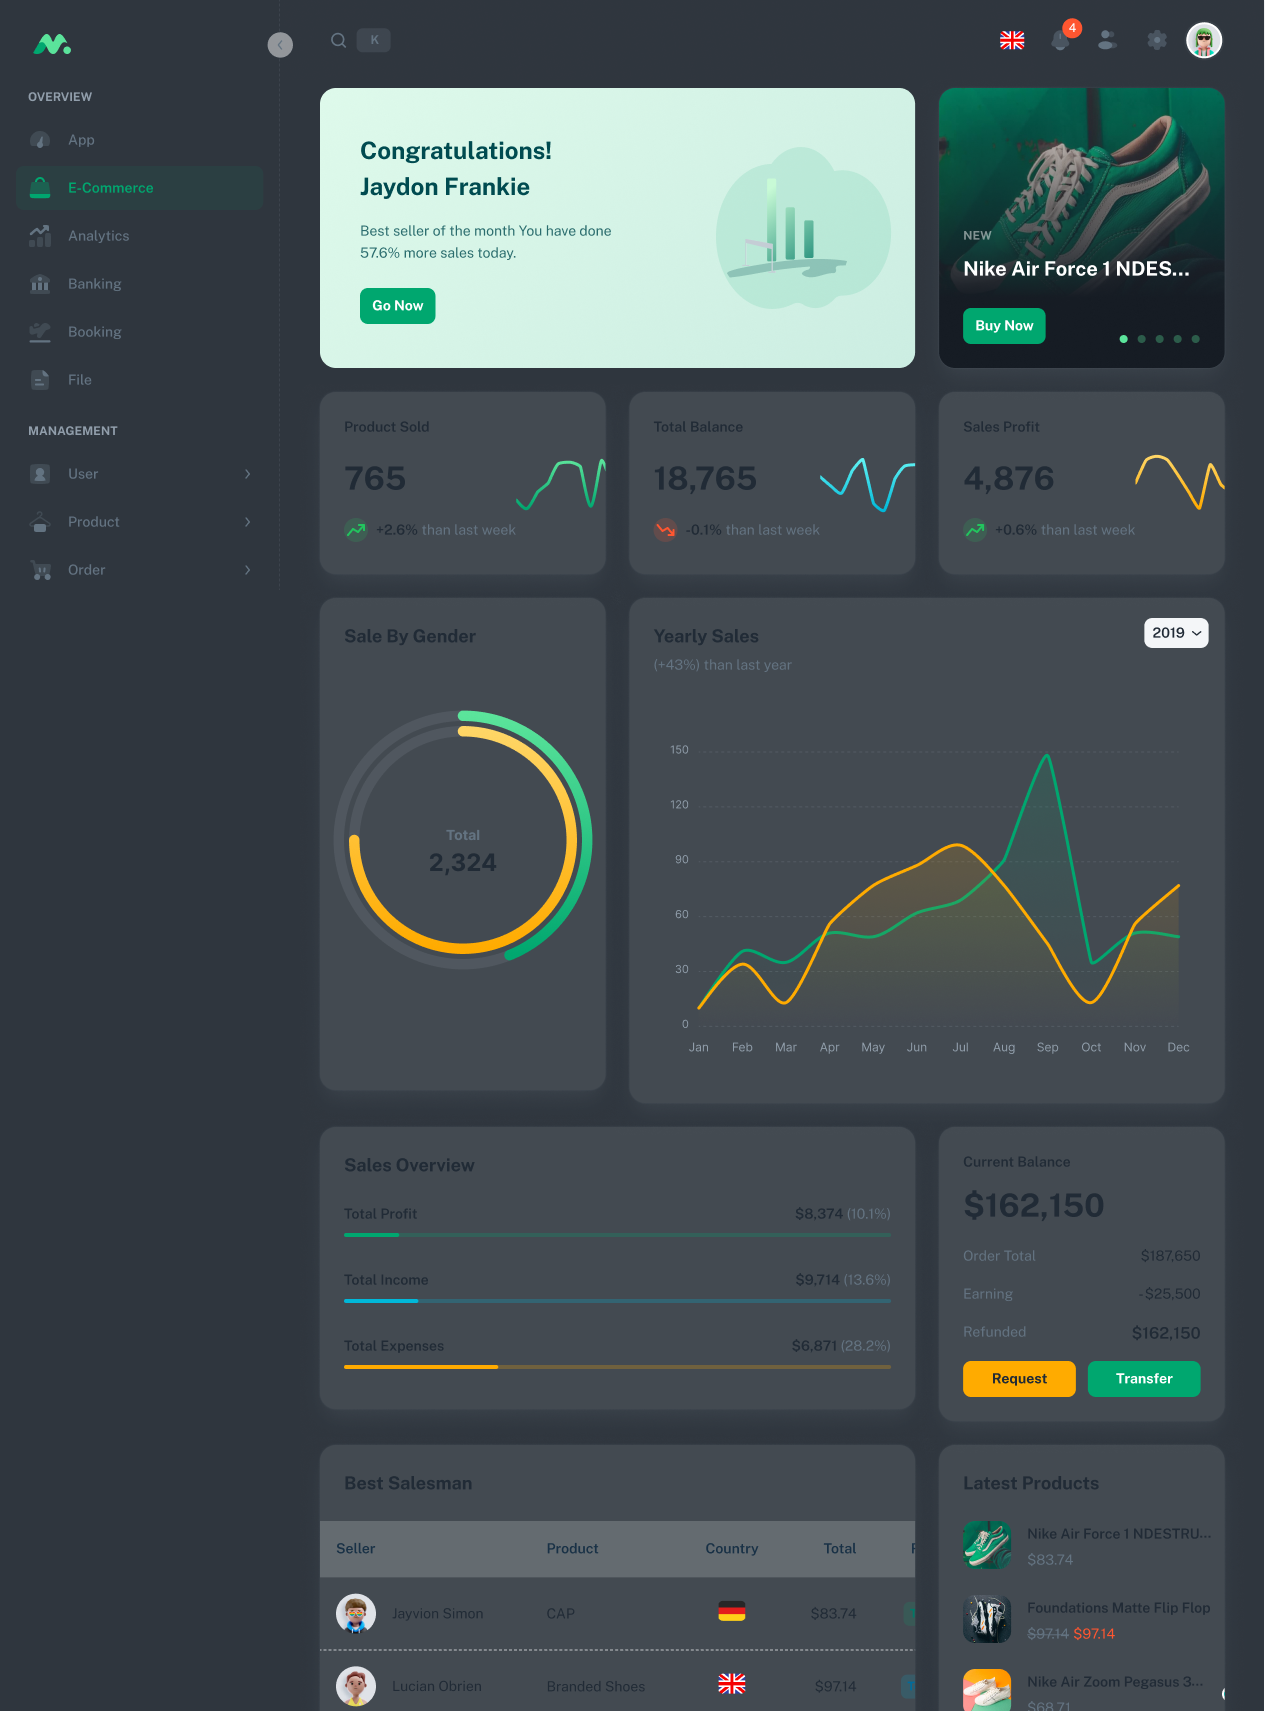 K
4
OVERVIEW
App
E-Commerce
Analytics
Banking
Booking
File
MANAGEMENT
User
Product
Order
Congratulations!
Jaydon Frankie
Best seller of the month You have done
57.6% more sales today.
Go Now
NEW
Nike Air Force 1 NDES...
Buy Now
Product Sold
765
+2.6% than last week
Total Balance
18,765
-0.1% than last week
Sales Profit
4,876
+0.6% than last week
Sale By Gender
Total
2,324
Yearly Sales
(+43%) than last year
2019
150
120
90
60
30
0
Jan Feb Mar Apr May Jun Jul Aug Sep Oct Nov Dec
Sales Overview
Total Profit $8,374 (10.1%)
Total Income $9,714 (13.6%)
Total Expenses $6,871 (28.2%)
Current Balance
$162,150
Order Total $187,650
Earning - $25,500
Refunded $162,150
Request Transfer
Best Salesman
Seller Product Country Total
Jayvion Simon CAP $83.74
Lucian Obrien Branded Shoes $97.14
Latest Products
Nike Air Force 1 NDESTRU...
$83.74
Foundations Matte Flip Flop
$97.14 $97.14
Nike Air Zoom Pegasus 3...
$68.71